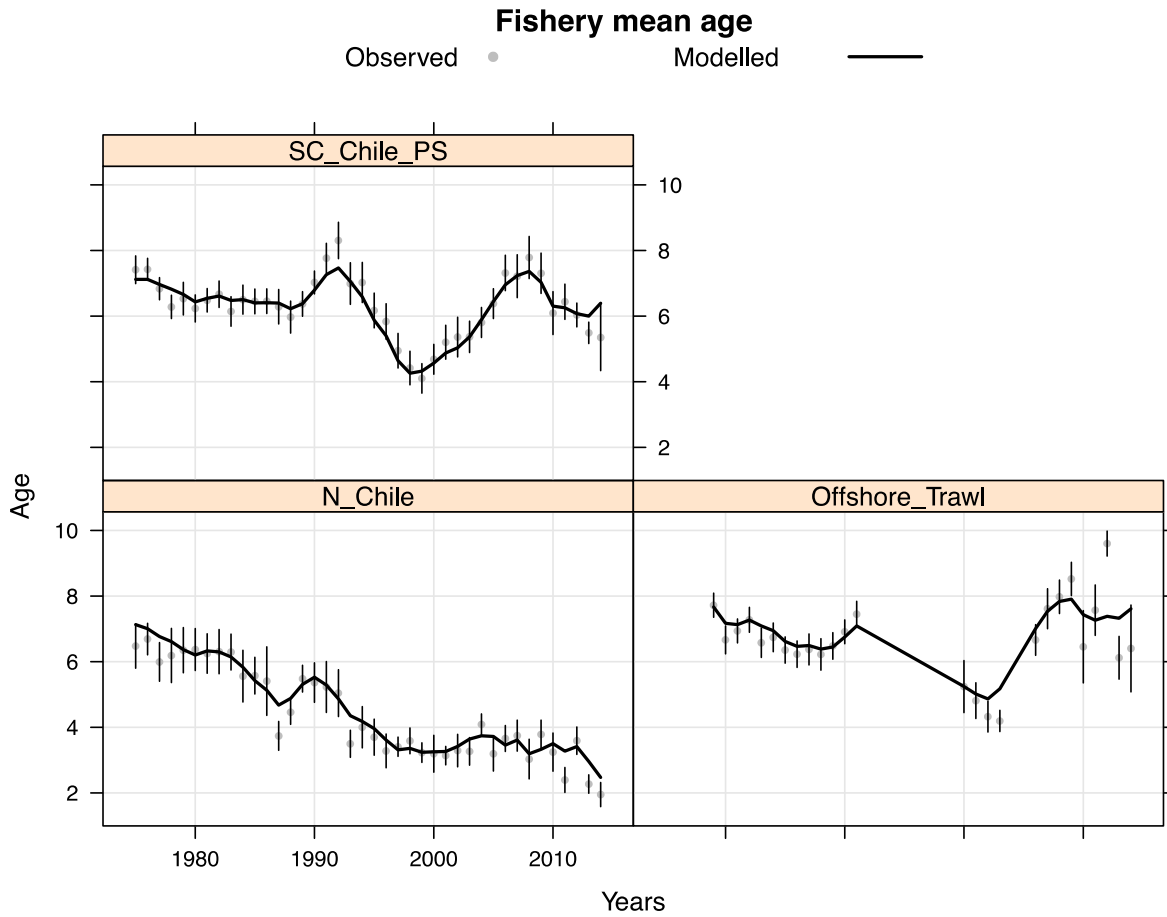 Fishery mean age
Observed Modelled
SC_Chile_PS
10
8
6
4
2
Age
N_Chile Offshore_Trawl
10
8
6
4
2
1980 1990 2000 2010
Years